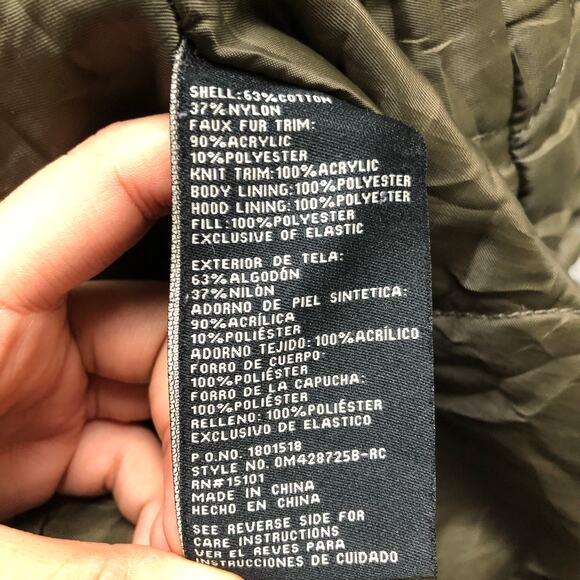 SHELL:63%COTTON
37%NYLON
FAUX FUR TRIM:
90%ACRYLIC
10%POLYESTER
KNIT TRIM:100%ACRYLIC
BODY LINING:100%POLYESTER
HOOD LINING:100%POLYESTER
FILL:100%POLYESTER
EXCLUSIVE OF ELASTIC
EXTERIOR DE TELA:
63%ALGODÓN
37%NILÓN
ADORNO DE PIEL SINTETICA:
90%ACRÍLICA
10%POLIÉSTER
ADORNO TEJIDO:100%ACRÍLICO
FORRO DE CUERPO:
100%POLIÉSTER
FORRO DE LA CAPUCHA:
100%POLIÉSTER
RELLENO:100%POLIÉSTER
EXCLUSIVO DE ELASTICO
P.O.NO. 1801518
STYLE NO. 0M428725B-RC
RN#15101
MADE IN CHINA
HECHO EN CHINA
SEE REVERSE SIDE FOR
CARE INSTRUCTIONS
VER EL REVES PARA
INSTRUCCIONES DE CUIDADO